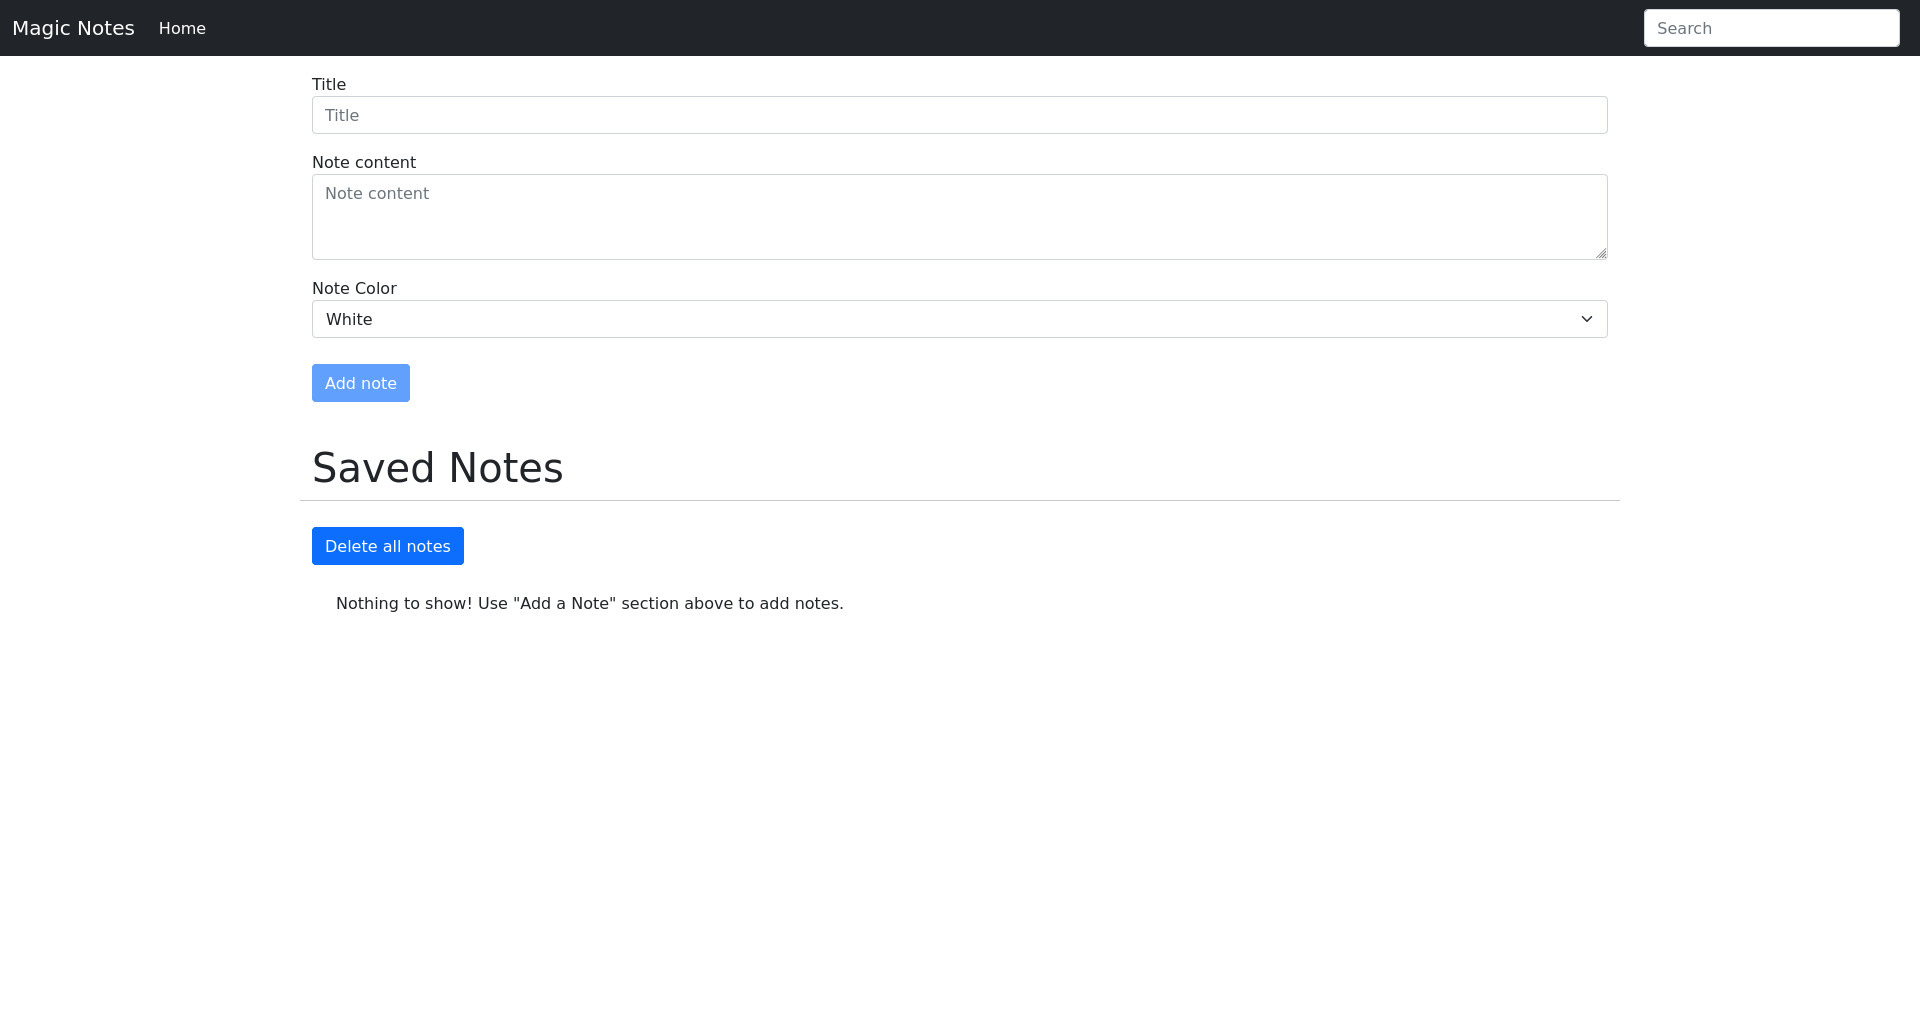 Magic Notes Home Search
Title
Title
Note content
Note content
Note Color
White
Add note
Saved Notes
Delete all notes
Nothing to show! Use "Add a Note" section above to add notes.